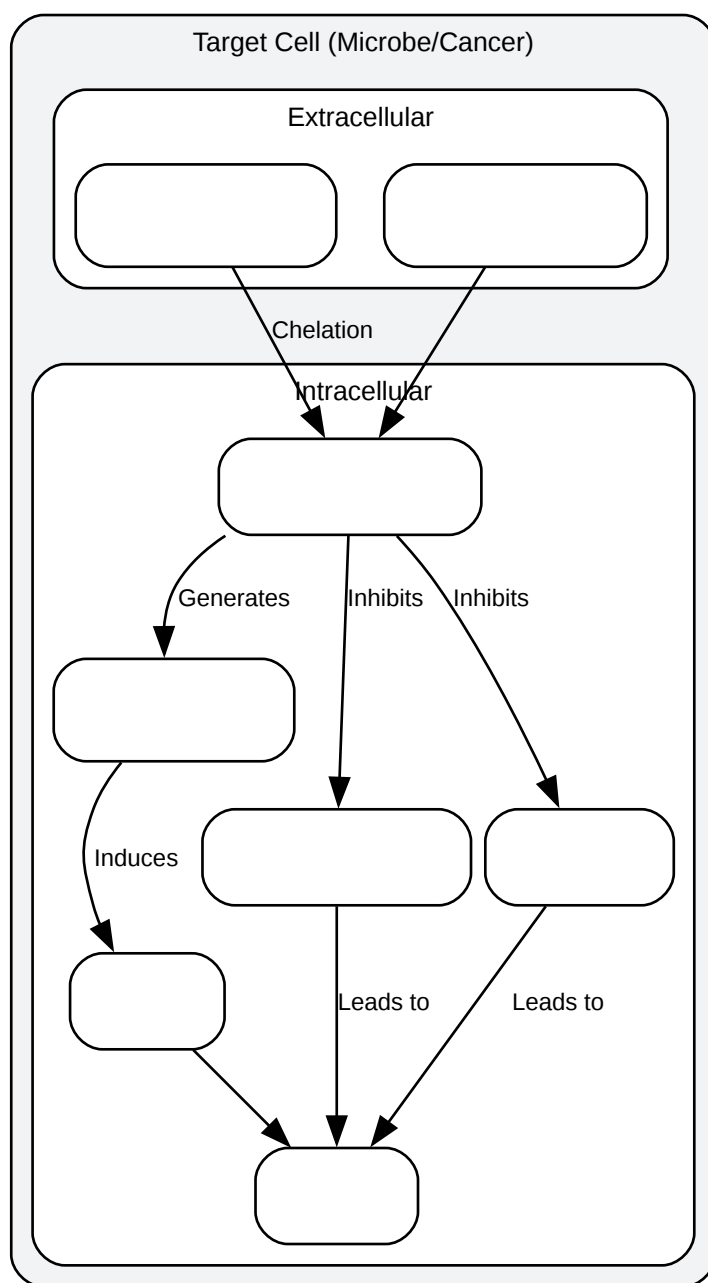 Target Cell (Microbe/Cancer)
Extracellular
Chelation
Intracellular
Generates
Inhibits
Inhibits
Induces
Leads to
Leads to